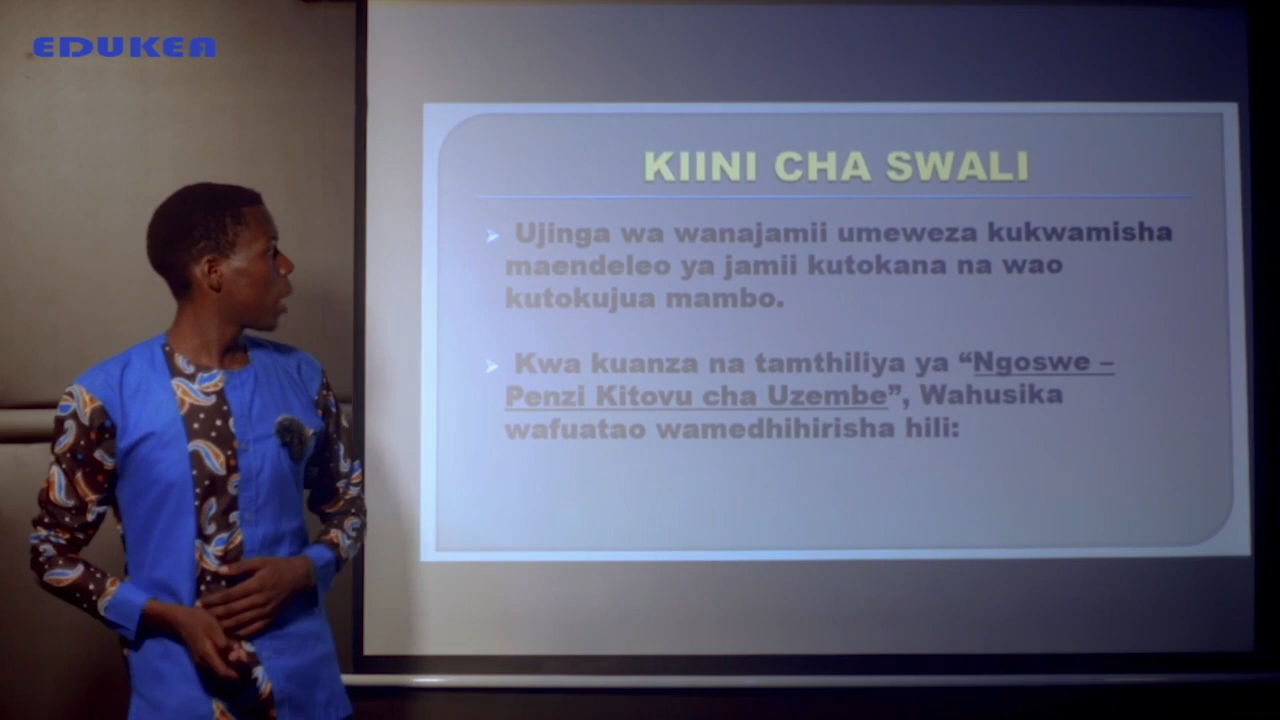 EDUKEA
KIINI CHA SWALI
Ujinga wa wanajamii umeweza kukwamisha
maendeleo ya jamii kutokana na wao
kutokujua mambo.
Kwa kuanza na tamthiliya ya “Ngoswe –
Penzi Kitovu cha Uzembe”, Wahusika
wafuatao wamedhihirisha hili: